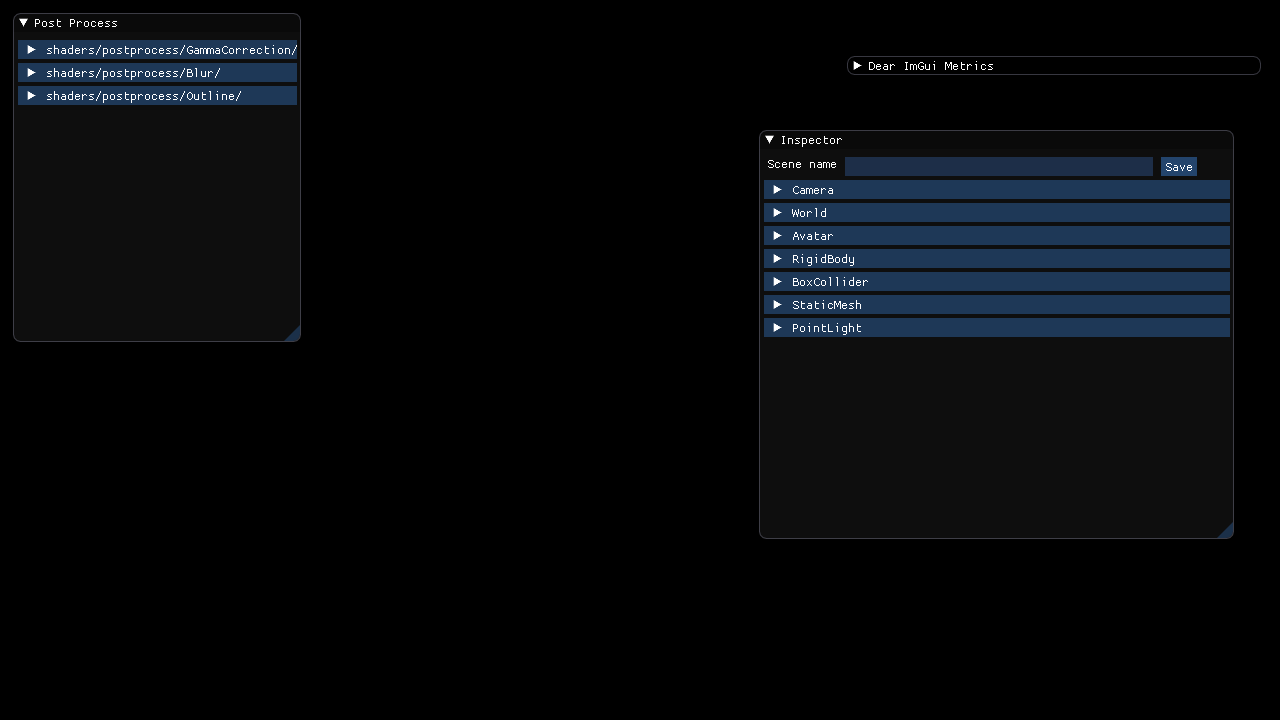 Post Process
shaders/postprocess/GammaCorrection/
shaders/postprocess/Blur/
shaders/postprocess/Outline/
Dear ImGui Metrics
Inspector
Scene name Save
Camera
World
Avatar
RigidBody
BoxCollider
StaticMesh
PointLight